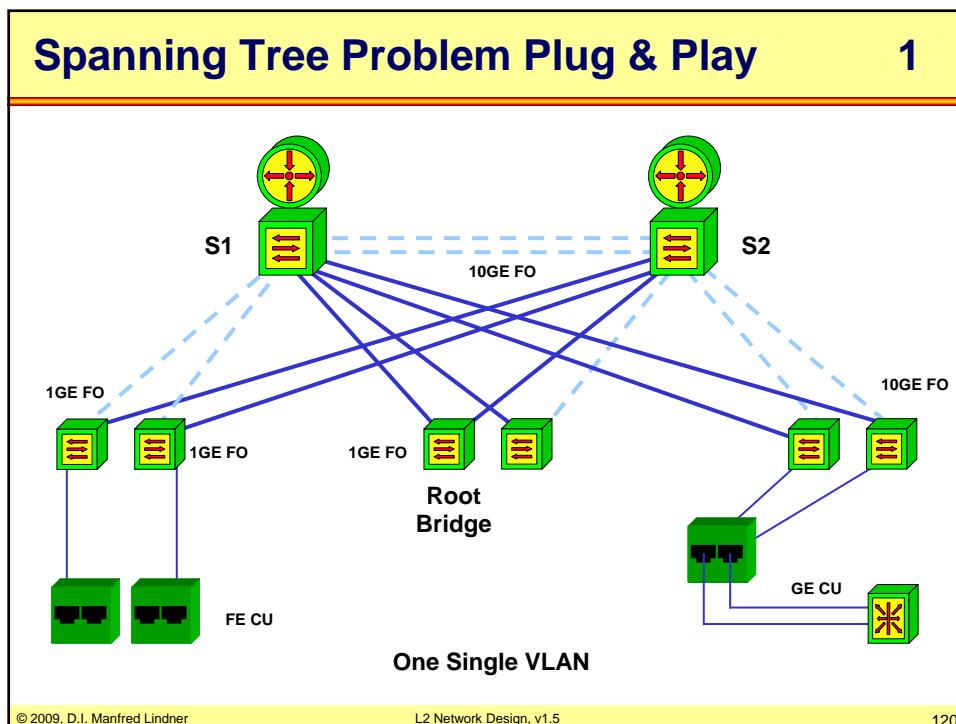 Spanning Tree Problem Plug & Play 1
S1
S2
10GE FO
1GE FO
10GE FO
1GE FO
1GE FO
Root
Bridge
GE CU
FE CU
One Single VLAN
© 2009, D.I. Manfred Lindner
L2 Network Design, v1.5
120